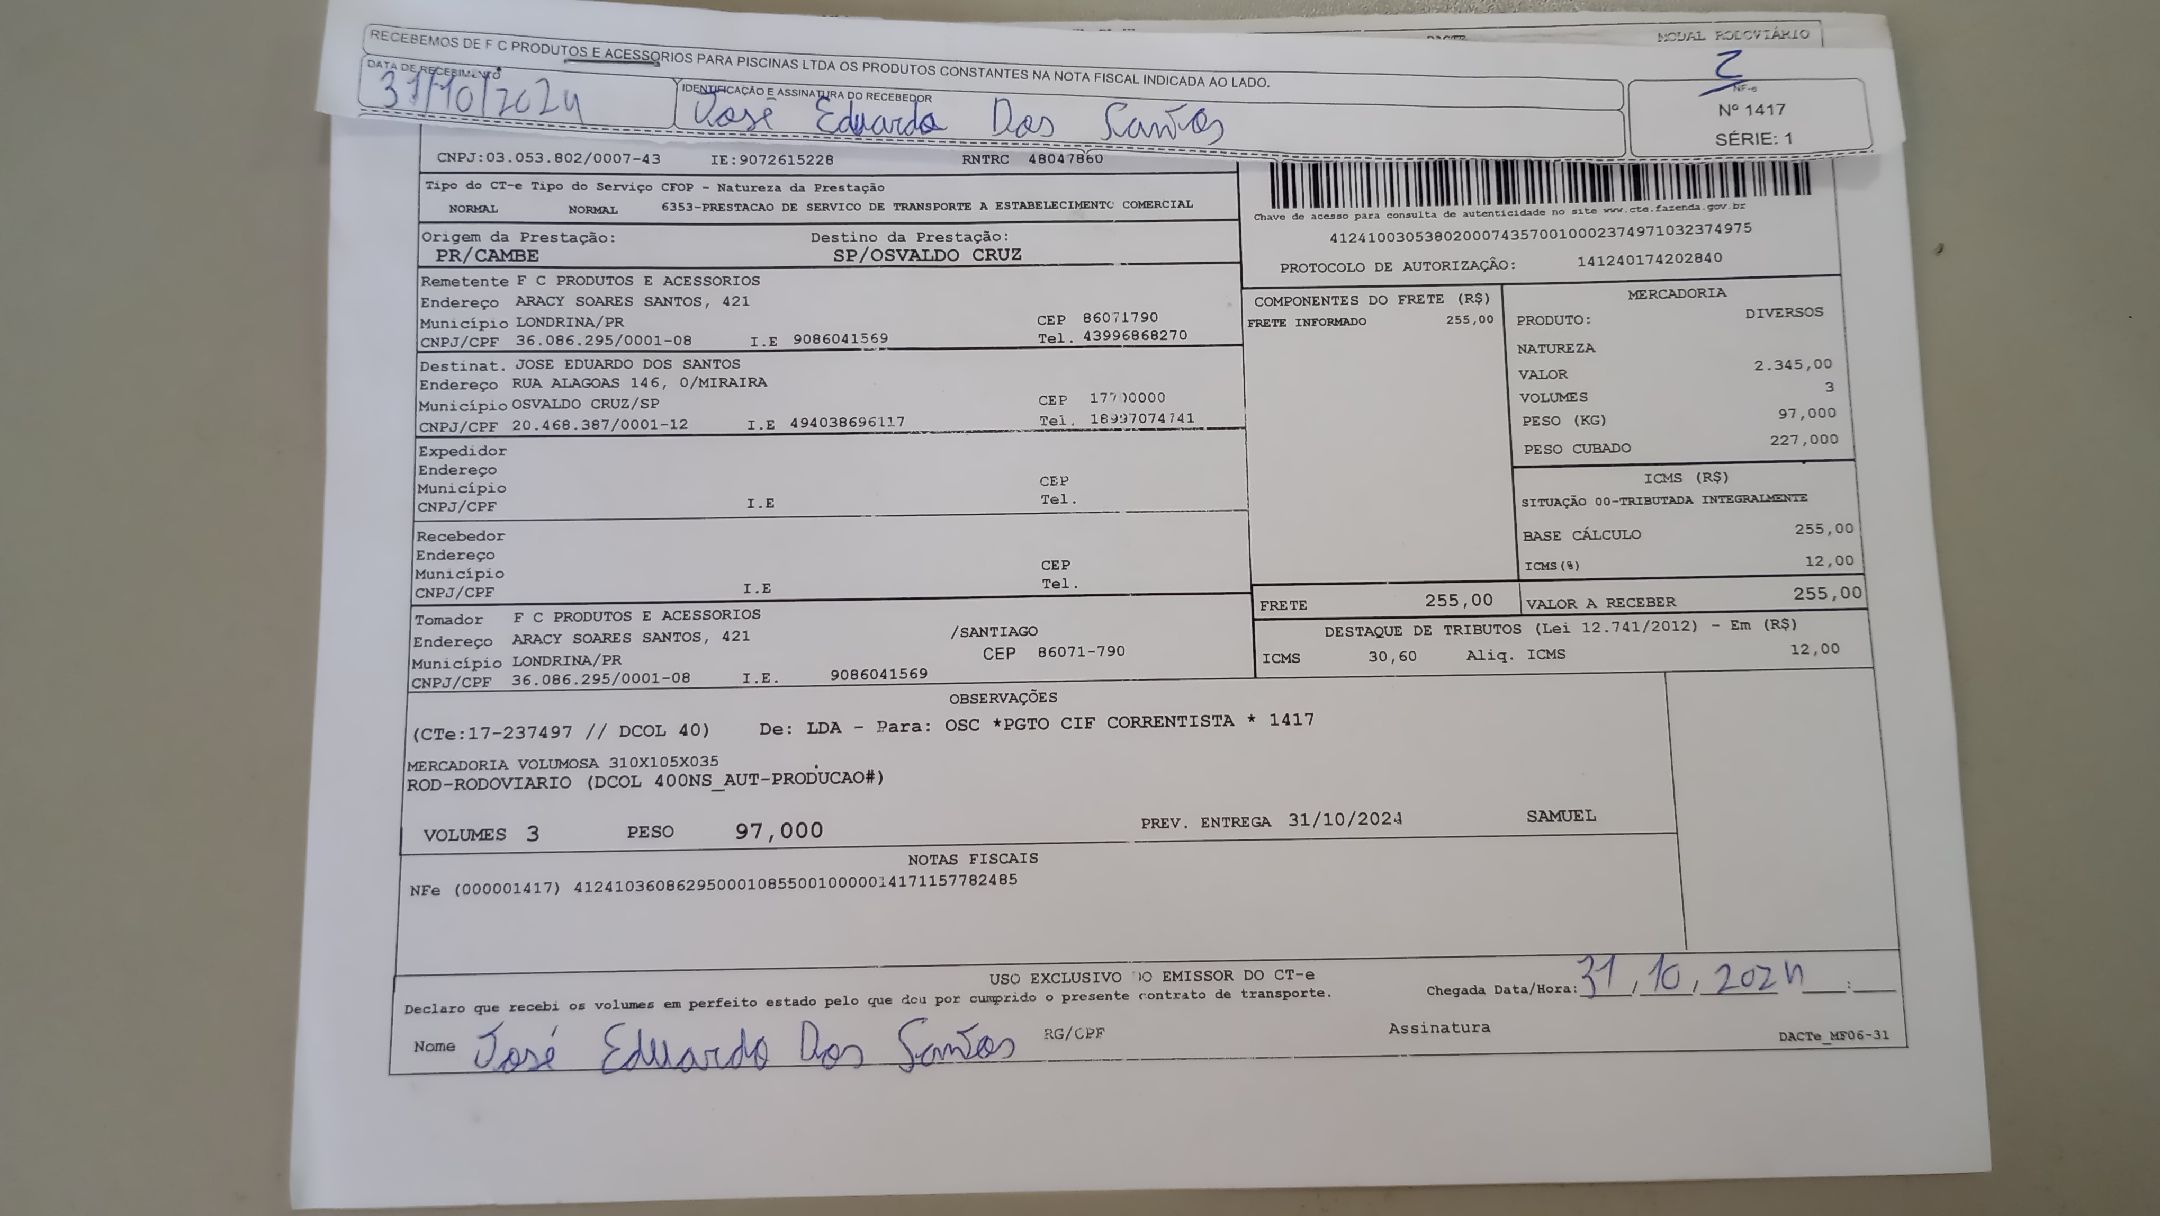 MODAL RODOVIÁRIO
RECEBEMOS DE F C PRODUTOS E ACESSORIOS PARA PISCINAS LTDA OS PRODUTOS CONSTANTES NA NOTA FISCAL INDICADA AO LADO.
DATA DE RECEBIMENTO
31/10/2024
IDENTIFICAÇÃO E ASSINATURA DO RECEBEDOR
José Eduardo Dos Santos
NF-e
Nº 1417
SÉRIE: 1
CNPJ:03.053.802/0007-43 IE:9072615228 RNTRC 48047860
Tipo do CT-e Tipo do Serviço CFOP - Natureza da Prestação
NORMAL NORMAL 6353-PRESTACAO DE SERVICO DE TRANSPORTE A ESTABELECIMENTO COMERCIAL
Chave de acesso para consulta de autenticidade no site www.cte.fazenda.gov.br
41241003053802000743570010002374971032374975
PROTOCOLO DE AUTORIZAÇÃO: 141240174202840
Origem da Prestação: Destino da Prestação:
PR/CAMBE SP/OSVALDO CRUZ
Remetente F C PRODUTOS E ACESSORIOS
Endereço ARACY SOARES SANTOS, 421
Município LONDRINA/PR CEP 86071790
CNPJ/CPF 36.086.295/0001-08 I.E 9086041569 Tel. 43996868270
Destinat. JOSE EDUARDO DOS SANTOS
Endereço RUA ALAGOAS 146, 0/MIRAIRA
Município OSVALDO CRUZ/SP CEP
CNPJ/CPF 20.468.387/0001-12 I.E 494038696117 Tel. 18997074741
Expedidor
Endereço
Município CEP
CNPJ/CPF I.E Tel.
Recebedor
Endereço
Município CEP
CNPJ/CPF I.E Tel.
Tomador F C PRODUTOS E ACESSORIOS
Endereço ARACY SOARES SANTOS, 421 /SANTIAGO
Município LONDRINA/PR CEP 86071-790
CNPJ/CPF 36.086.295/0001-08 I.E. 9086041569
COMPONENTES DO FRETE (R$)
FRETE INFORMADO 255,00
MERCADORIA
PRODUTO: DIVERSOS
NATUREZA
VALOR 2.345,00
VOLUMES 3
PESO (KG) 97,000
PESO CUBADO 227,000
ICMS (R$)
SITUAÇÃO 00-TRIBUTADA INTEGRALMENTE
BASE CÁLCULO 255,00
ICMS(%) 12,00
FRETE 255,00 VALOR A RECEBER 255,00
DESTAQUE DE TRIBUTOS (Lei 12.741/2012) - Em (R$)
ICMS 30,60 Aliq. ICMS 12,00
OBSERVAÇÕES
(CTe:17-237497 // DCOL 40) De: LDA - Para: OSC *PGTO CIF CORRENTISTA * 1417
MERCADORIA VOLUMOSA 310X105X035
ROD-RODOVIARIO (DCOL 400NS_AUT-PRODUCAO#)
VOLUMES 3 PESO 97,000 PREV. ENTREGA 31/10/2024 SAMUEL
NOTAS FISCAIS
NFe (000001417) 41241036086295000108550010000014171157782485
USO EXCLUSIVO DO EMISSOR DO CT-e
Declaro que recebi os volumes em perfeito estado pelo que dou por cumprido o presente contrato de transporte.
Chegada Data/Hora: 31/10/2024 :
Nome José Eduardo Dos Santos RG/CPF Assinatura
DACTe_MF06-31